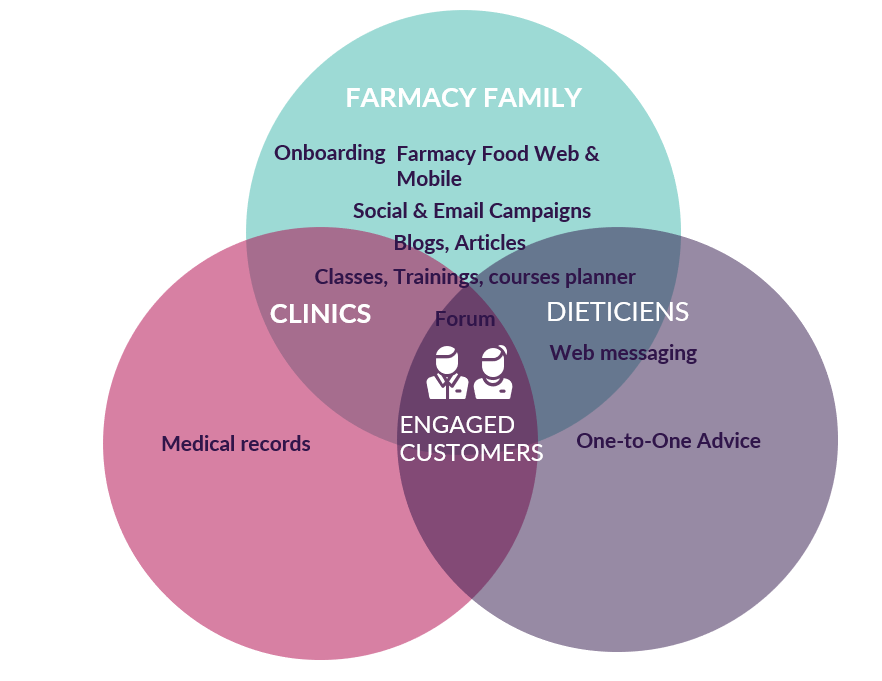 FARMACY FAMILY
Onboarding Farmacy Food Web &
Mobile
Social & Email Campaigns
Blogs, Articles
Classes, Trainings, courses planner
CLINICS
Forum
DIETICIENS
Web messaging
ENGAGED
CUSTOMERS
Medical records
One-to-One Advice